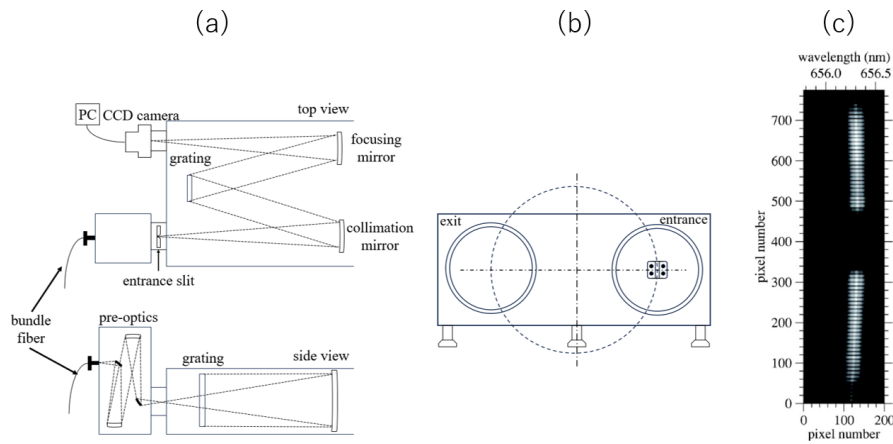 (a)
PC CCD camera
top view
grating
focusing
mirror
collimation
mirror
entrance slit
bundle
fiber
pre-optics
grating
side view
(b)
exit
entrance
(c)
wavelength (nm)
656.0 656.5
700
600
500
400
300
200
100
0
pixel number
0 100 200
pixel number